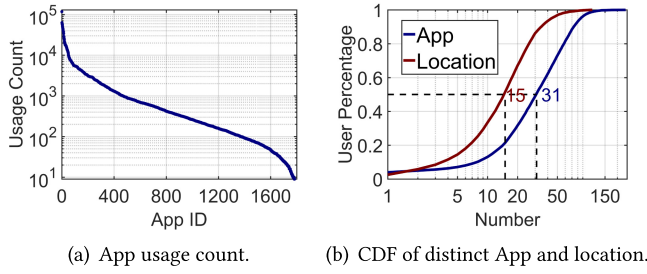 10^5
10^4
10^3
10^2
10^1
Usage Count
0 400 800 1200 1600
App ID
(a) App usage count.
1
0.8
0.6
0.4
0.2
0
User Percentage
App
Location
15 31
1 5 10 20 50 150
Number
(b) CDF of distinct App and location.